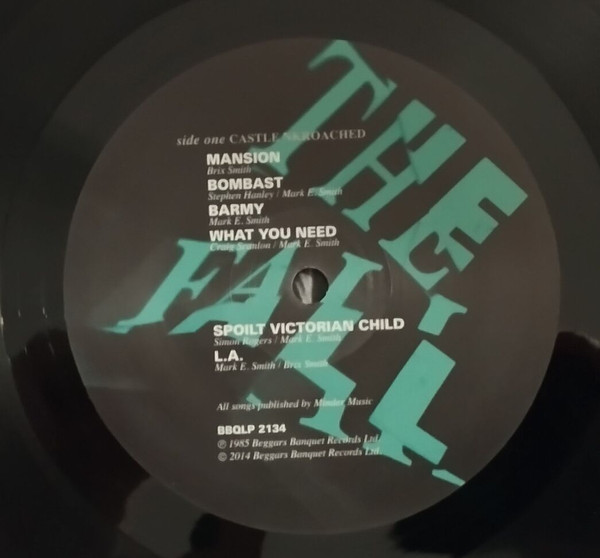 THE
FALL
side one CASTLE NKROACHED
MANSION
Brix Smith
BOMBAST
Stephen Hanley / Mark E. Smith
BARMY
Mark E. Smith
WHAT YOU NEED
Craig Scanlon / Mark E. Smith
SPOILT VICTORIAN CHILD
Simon Rogers / Mark E. Smith
L.A.
Mark E. Smith / Brix Smith
All songs published by Minder Music
BBQLP 2134
℗ 1985 Beggars Banquet Records Ltd.
© 2014 Beggars Banquet Records Ltd.